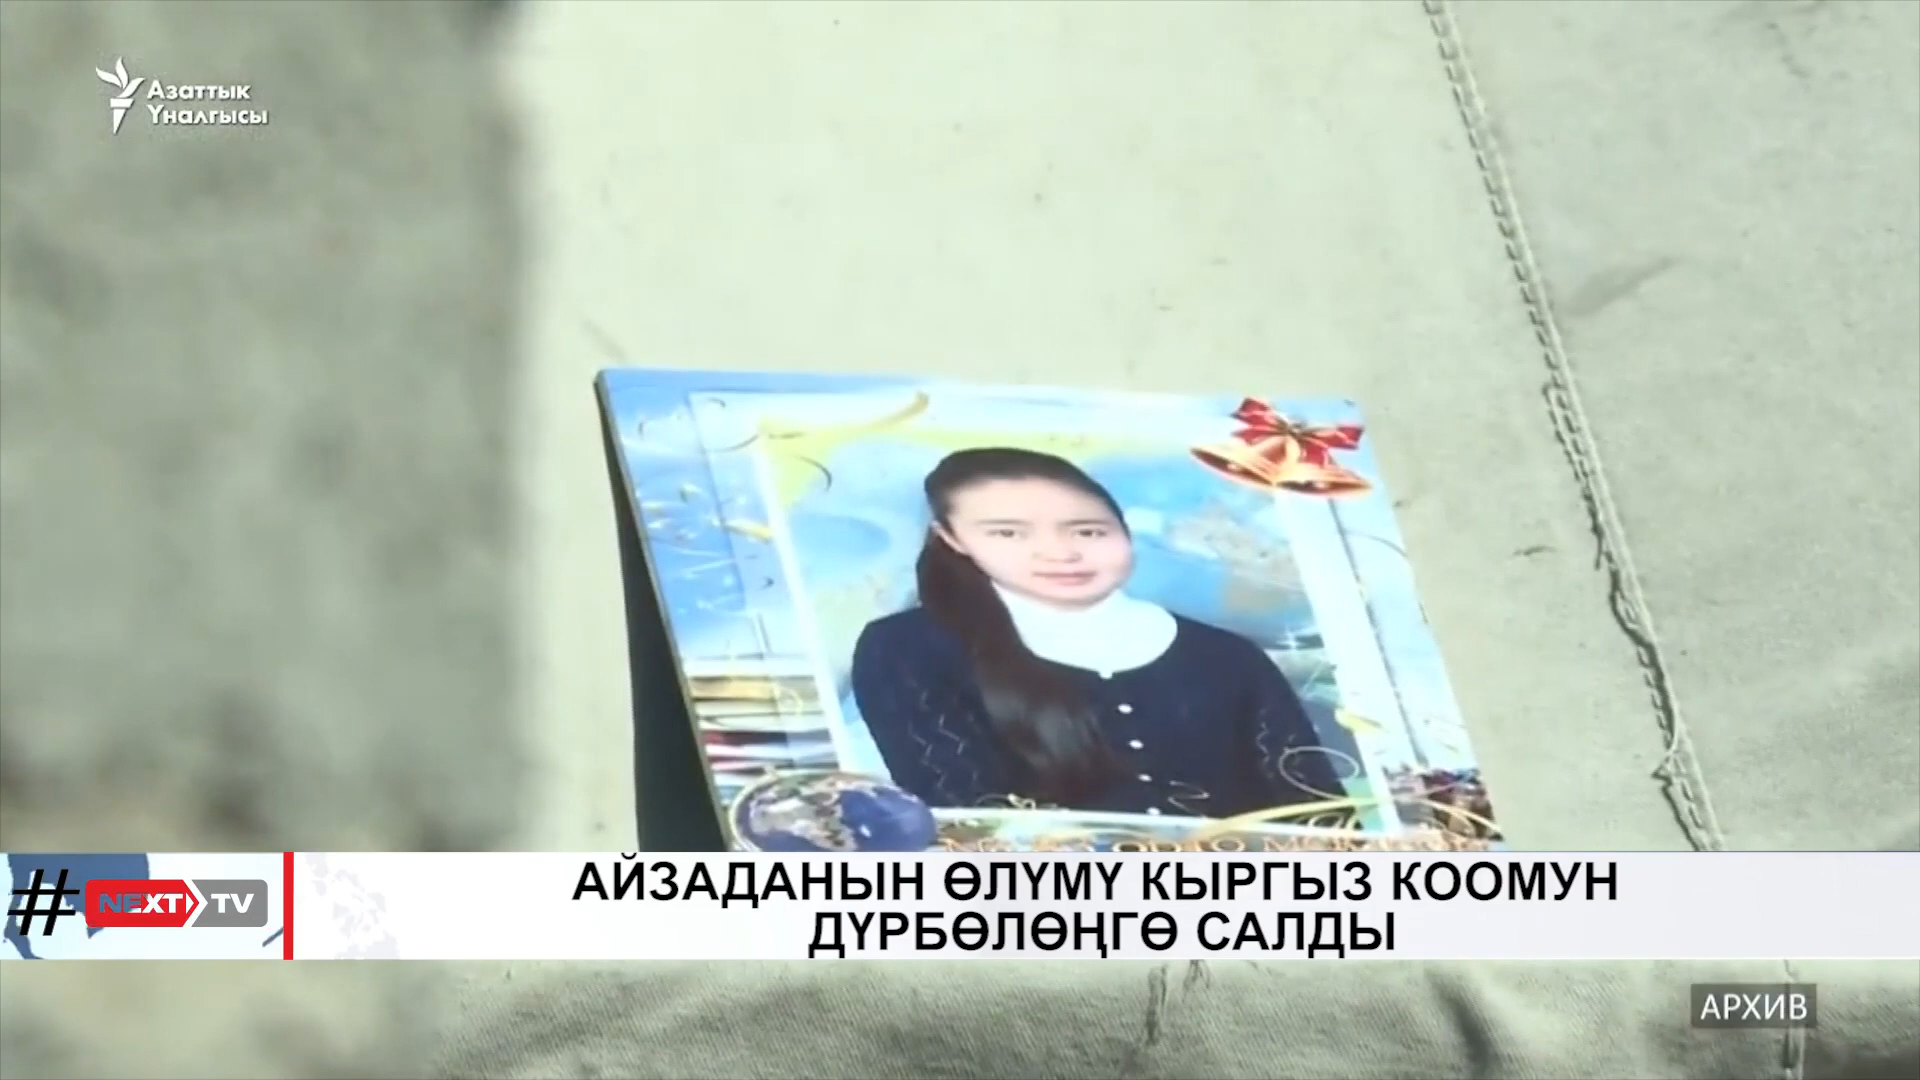 Азаттык
Үналгысы
АЙЗАДАНЫН ӨЛҮМҮ КЫРГЫЗ КООМУН
# NEXT TV
ДҮРБӨЛӨҢГӨ САЛДЫ
АРХИВ